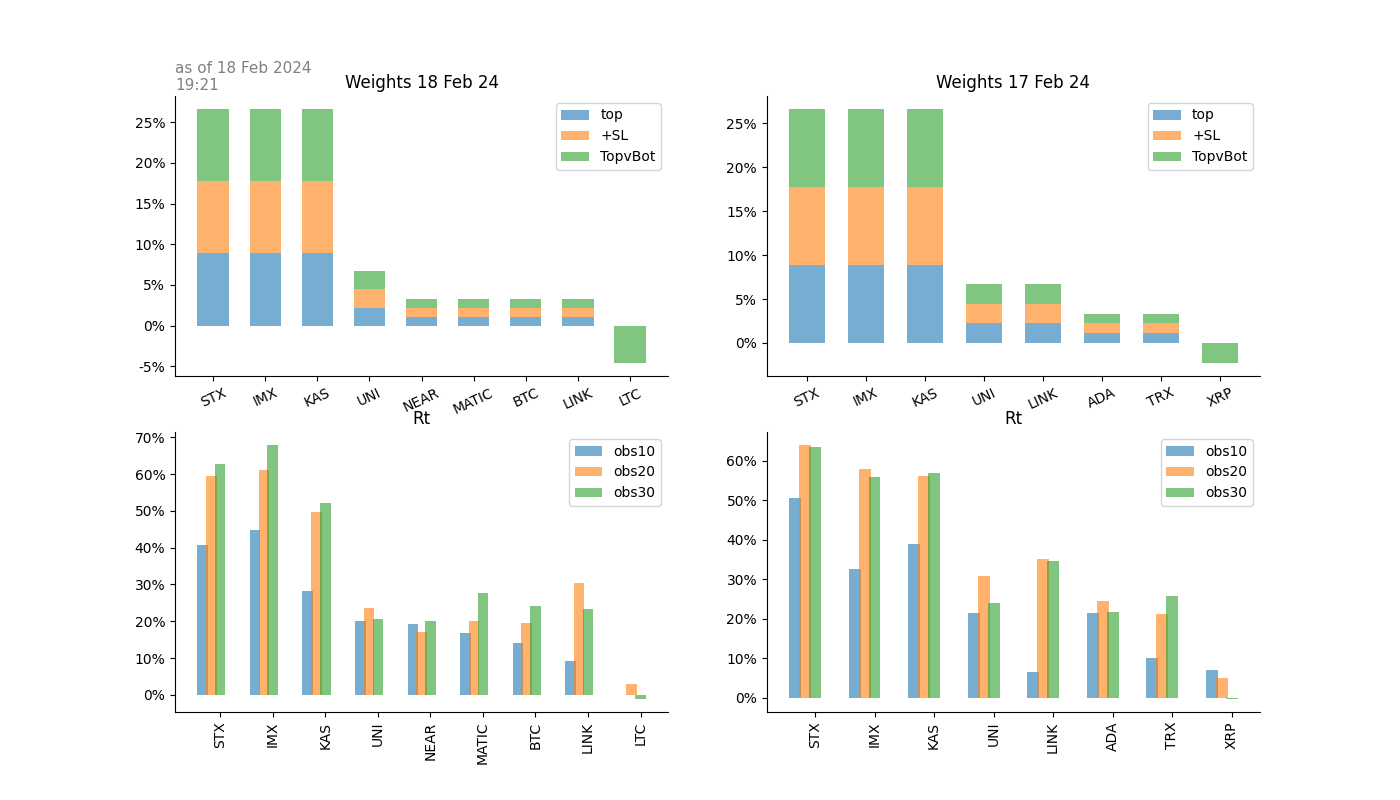 as of 18 Feb 2024
19:21
Weights 18 Feb 24
25%
20%
15%
10%
5%
0%
-5%
top
+SL
TopvBot
STX
IMX
KAS
UNI
NEAR
MATIC
BTC
LINK
LTC
Weights 17 Feb 24
25%
20%
15%
10%
5%
0%
top
+SL
TopvBot
STX
IMX
KAS
UNI
LINK
ADA
TRX
XRP
Rt
70%
60%
50%
40%
30%
20%
10%
0%
obs10
obs20
obs30
STX
IMX
KAS
UNI
NEAR
MATIC
BTC
LINK
LTC
Rt
60%
50%
40%
30%
20%
10%
0%
obs10
obs20
obs30
STX
IMX
KAS
UNI
LINK
ADA
TRX
XRP